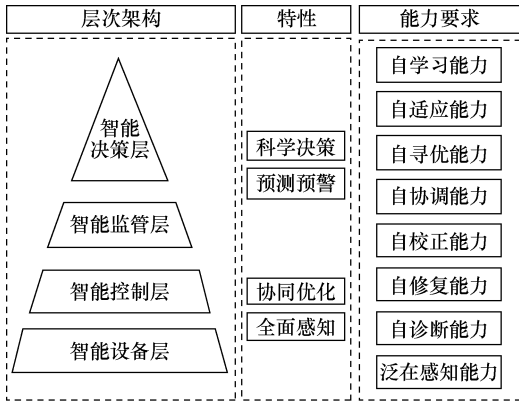 层次架构
特性
能力要求
智能
决策层
智能监管层
智能控制层
智能设备层
科学决策
预测预警
协同优化
全面感知
自学习能力
自适应能力
自寻优能力
自协调能力
自校正能力
自修复能力
自诊断能力
泛在感知能力